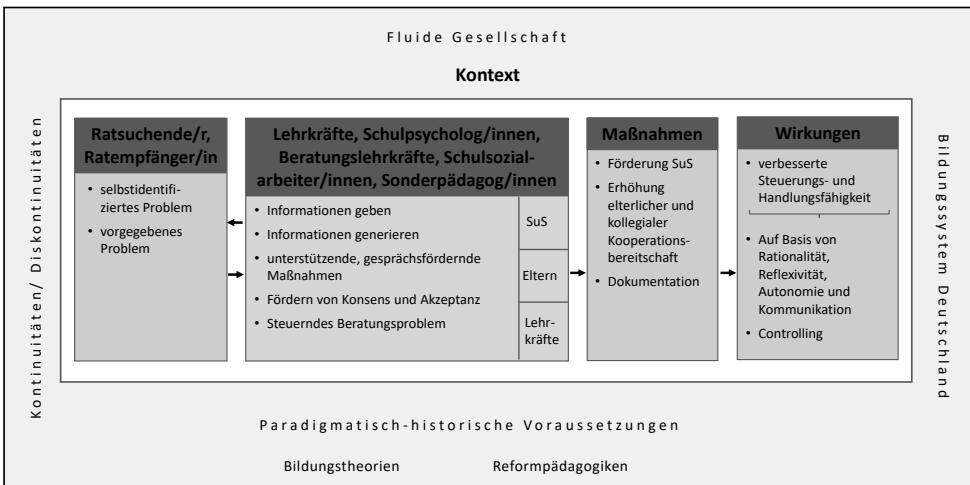 Fluide Gesellschaft
Kontext
Kontinuitäten/ Diskontinuitäten
Ratsuchende/r,
Ratempfänger/in
• selbstidentifi-
ziertes Problem
• vorgegebenes
Problem
Lehrkräfte, Schulpsycholog/innen,
Beratungslehrkräfte, Schulsozial-
arbeiter/innen, Sonderpädagog/innen
• Informationen geben
• Informationen generieren
• unterstützende, gesprächsfördernde
Maßnahmen
• Fördern von Konsens und Akzeptanz
• Steuerndes Beratungsproblem
SuS
Eltern
Lehr-
kräfte
Maßnahmen
• Förderung SuS
• Erhöhung
elterlicher und
kollegialer
Kooperations-
bereitschaft
• Dokumentation
Wirkungen
• verbesserte
Steuerungs- und
Handlungsfähigkeit
• Auf Basis von
Rationalität,
Reflexivität,
Autonomie und
Kommunikation
• Controlling
Bildungssystem Deutschland
Paradigmatisch-historische Voraussetzungen
Bildungstheorien Reformpädagogiken